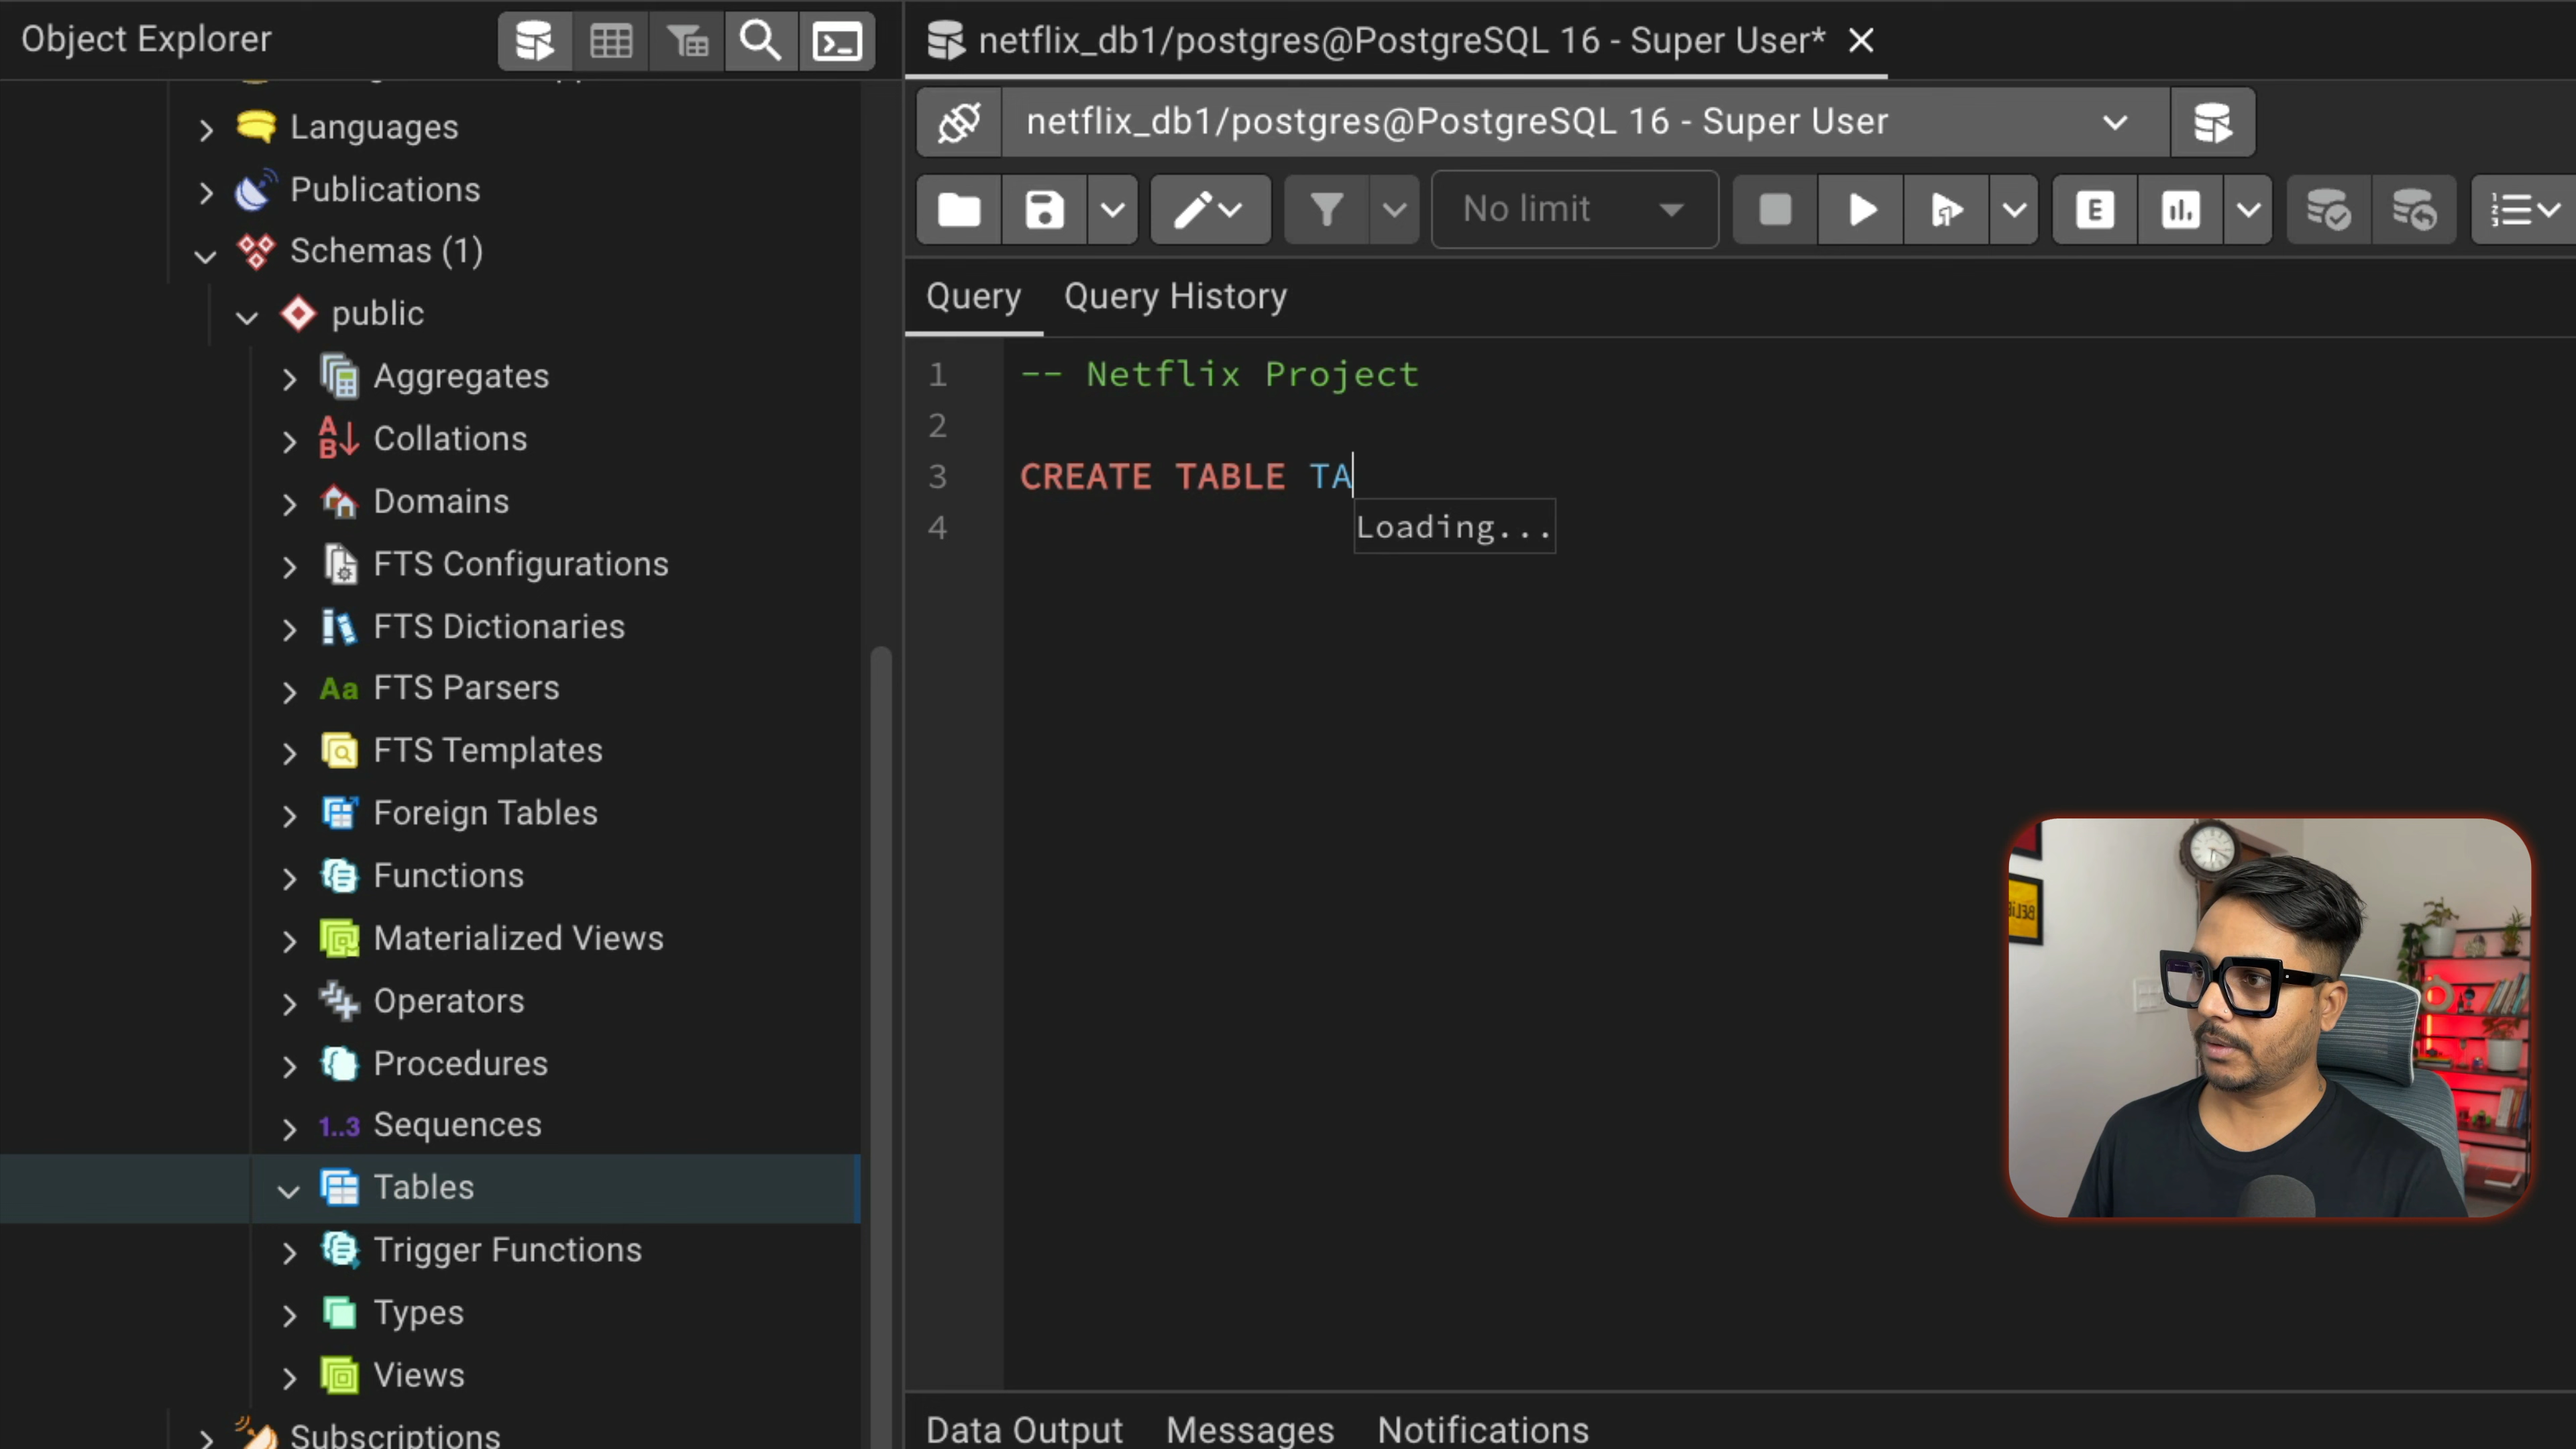 Object Explorer
Languages
Publications
Schemas (1)
public
Aggregates
Collations
Domains
FTS Configurations
FTS Dictionaries
Aa FTS Parsers
FTS Templates
Foreign Tables
Functions
Materialized Views
Operators
Procedures
1..3 Sequences
Tables
Trigger Functions
Types
Views
Subscriptions
netflix_db1/postgres@PostgreSQL 16 - Super User*
netflix_db1/postgres@PostgreSQL 16 - Super User
No limit
E
Query Query History
1 -- Netflix Project
2
3 CREATE TABLE TA
4
Loading...
Data Output Messages Notifications